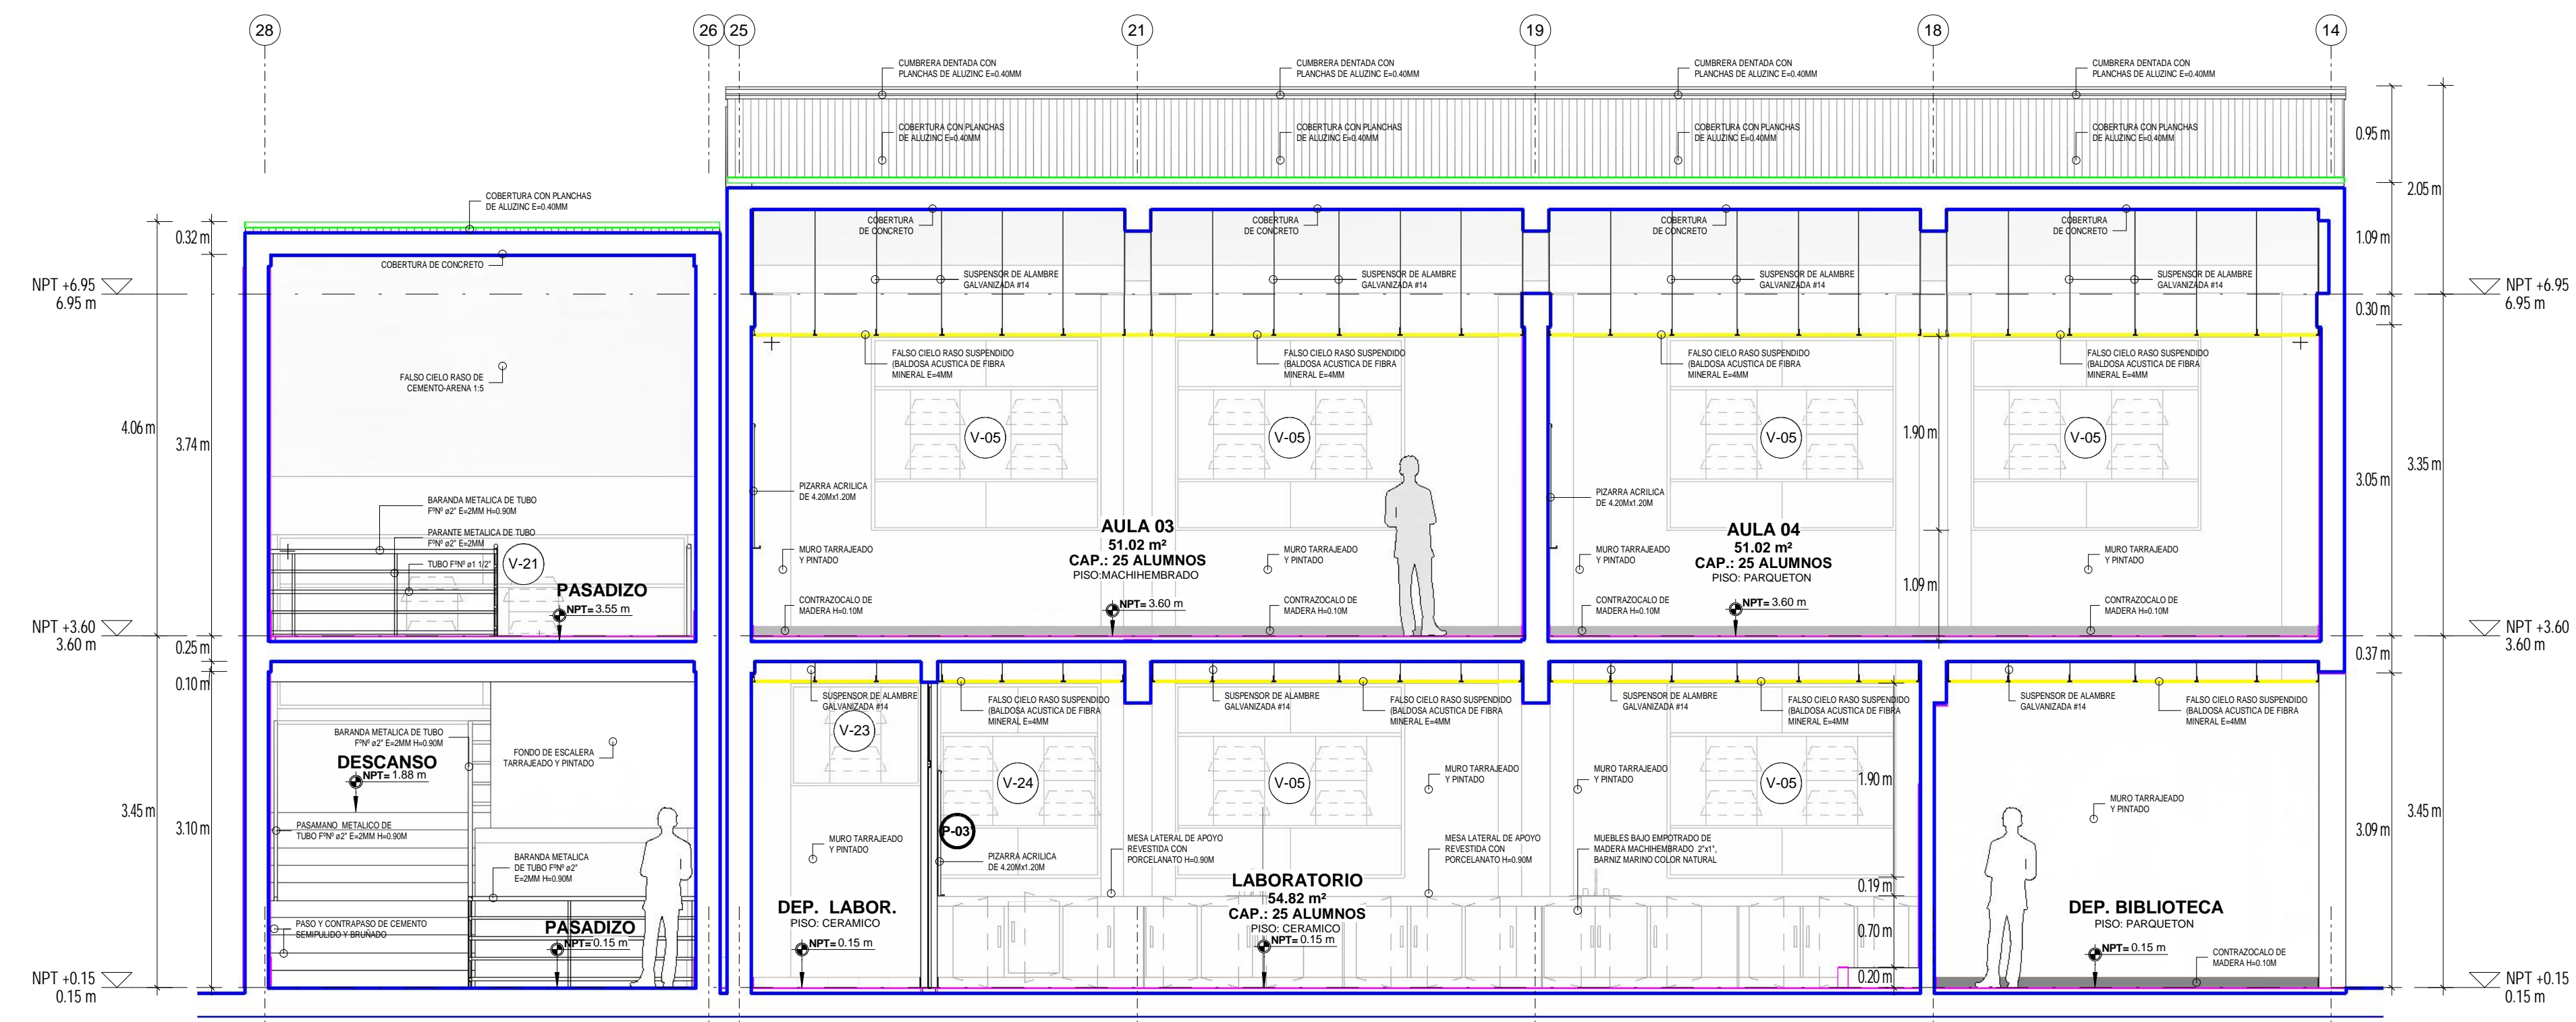 28
26
25
21
19
18
14
CUMBRERA DENTADA CON
PLANCHAS DE ALUZINC E=0.40MM
CUMBRERA DENTADA CON
PLANCHAS DE ALUZINC E=0.40MM
CUMBRERA DENTADA CON
PLANCHAS DE ALUZINC E=0.40MM
CUMBRERA DENTADA CON
PLANCHAS DE ALUZINC E=0.40MM
COBERTURA CON PLANCHAS
DE ALUZINC E=0.40MM
COBERTURA CON PLANCHAS
DE ALUZINC E=0.40MM
COBERTURA CON PLANCHAS
DE ALUZINC E=0.40MM
COBERTURA CON PLANCHAS
DE ALUZINC E=0.40MM
0.95 m
2.05 m
COBERTURA CON PLANCHAS
DE ALUZINC E=0.40MM
0.32 m
COBERTURA DE CONCRETO
COBERTURA
DE CONCRETO
COBERTURA
DE CONCRETO
COBERTURA
DE CONCRETO
COBERTURA
DE CONCRETO
1.09 m
SUSPENSOR DE ALAMBRE
GALVANIZADA #14
SUSPENSOR DE ALAMBRE
GALVANIZADA #14
SUSPENSOR DE ALAMBRE
GALVANIZADA #14
SUSPENSOR DE ALAMBRE
GALVANIZADA #14
NPT +6.95
6.95 m
NPT +6.95
6.95 m
0.30 m
FALSO CIELO RASO DE
CEMENTO-ARENA 1:5
FALSO CIELO RASO SUSPENDIDO
(BALDOSA ACUSTICA DE FIBRA
MINERAL E=4MM
FALSO CIELO RASO SUSPENDIDO
(BALDOSA ACUSTICA DE FIBRA
MINERAL E=4MM
FALSO CIELO RASO SUSPENDIDO
(BALDOSA ACUSTICA DE FIBRA
MINERAL E=4MM
FALSO CIELO RASO SUSPENDIDO
(BALDOSA ACUSTICA DE FIBRA
MINERAL E=4MM
4.06 m
3.74 m
V-05
V-05
V-05
1.90 m
V-05
3.05 m
3.35 m
BARANDA METALICA DE TUBO
FºNº ø2" E=2MM H=0.90M
PARANTE METALICA DE TUBO
FºNº ø2" E=2MM
TUBO FºNº ø1 1/2"
V-21
PASADIZO
NPT= 3.55 m
PIZARRA ACRILICA
DE 4.20Mx1.20M
MURO TARRAJEADO
Y PINTADO
CONTRAZOCALO DE
MADERA H=0.10M
AULA 03
51.02 m²
CAP.: 25 ALUMNOS
PISO:MACHIHEMBRADO
NPT= 3.60 m
MURO TARRAJEADO
Y PINTADO
CONTRAZOCALO DE
MADERA H=0.10M
PIZARRA ACRILICA
DE 4.20Mx1.20M
MURO TARRAJEADO
Y PINTADO
CONTRAZOCALO DE
MADERA H=0.10M
AULA 04
51.02 m²
CAP.: 25 ALUMNOS
PISO: PARQUETON
NPT= 3.60 m
1.09 m
MURO TARRAJEADO
Y PINTADO
CONTRAZOCALO DE
MADERA H=0.10M
NPT +3.60
3.60 m
NPT +3.60
3.60 m
0.25 m
0.10 m
0.37 m
SUSPENSOR DE ALAMBRE
GALVANIZADA #14
FALSO CIELO RASO SUSPENDIDO
(BALDOSA ACUSTICA DE FIBRA
MINERAL E=4MM
SUSPENSOR DE ALAMBRE
GALVANIZADA #14
FALSO CIELO RASO SUSPENDIDO
(BALDOSA ACUSTICA DE FIBRA
MINERAL E=4MM
SUSPENSOR DE ALAMBRE
GALVANIZADA #14
FALSO CIELO RASO SUSPENDIDO
(BALDOSA ACUSTICA DE FIBRA
MINERAL E=4MM
SUSPENSOR DE ALAMBRE
GALVANIZADA #14
FALSO CIELO RASO SUSPENDIDO
(BALDOSA ACUSTICA DE FIBRA
MINERAL E=4MM
BARANDA METALICA DE TUBO
FºNº ø2" E=2MM H=0.90M
DESCANSO
NPT= 1.88 m
FONDO DE ESCALERA
TARRAJEADO Y PINTADO
V-23
V-24
V-05
V-05
1.90 m
MURO TARRAJEADO
Y PINTADO
MURO TARRAJEADO
Y PINTADO
MURO TARRAJEADO
Y PINTADO
3.45 m
3.10 m
3.09 m
3.45 m
PASAMANO METALICO DE
TUBO FºNº ø2" E=2MM H=0.90M
BARANDA METALICA
DE TUBO FºNº ø2"
E=2MM H=0.90M
MURO TARRAJEADO
Y PINTADO
P-03
PIZARRA ACRILICA
DE 4.20Mx1.20M
MESA LATERAL DE APOYO
REVESTIDA CON
PORCELANATO H=0.90M
MESA LATERAL DE APOYO
REVESTIDA CON
PORCELANATO H=0.90M
MUEBLES BAJO EMPOTRADO DE
MADERA MACHIHEMBRADO 2"x1",
BARNIZ MARINO COLOR NATURAL
0.19 m
0.70 m
0.20 m
PASO Y CONTRAPASO DE CEMENTO
SEMIPULIDO Y BRUÑADO
PASADIZO
NPT= 0.15 m
DEP. LABOR.
PISO: CERAMICO
NPT= 0.15 m
LABORATORIO
54.82 m²
CAP.: 25 ALUMNOS
PISO: CERAMICO
NPT= 0.15 m
DEP. BIBLIOTECA
PISO: PARQUETON
NPT= 0.15 m
CONTRAZOCALO DE
MADERA H=0.10M
NPT +0.15
0.15 m
NPT +0.15
0.15 m